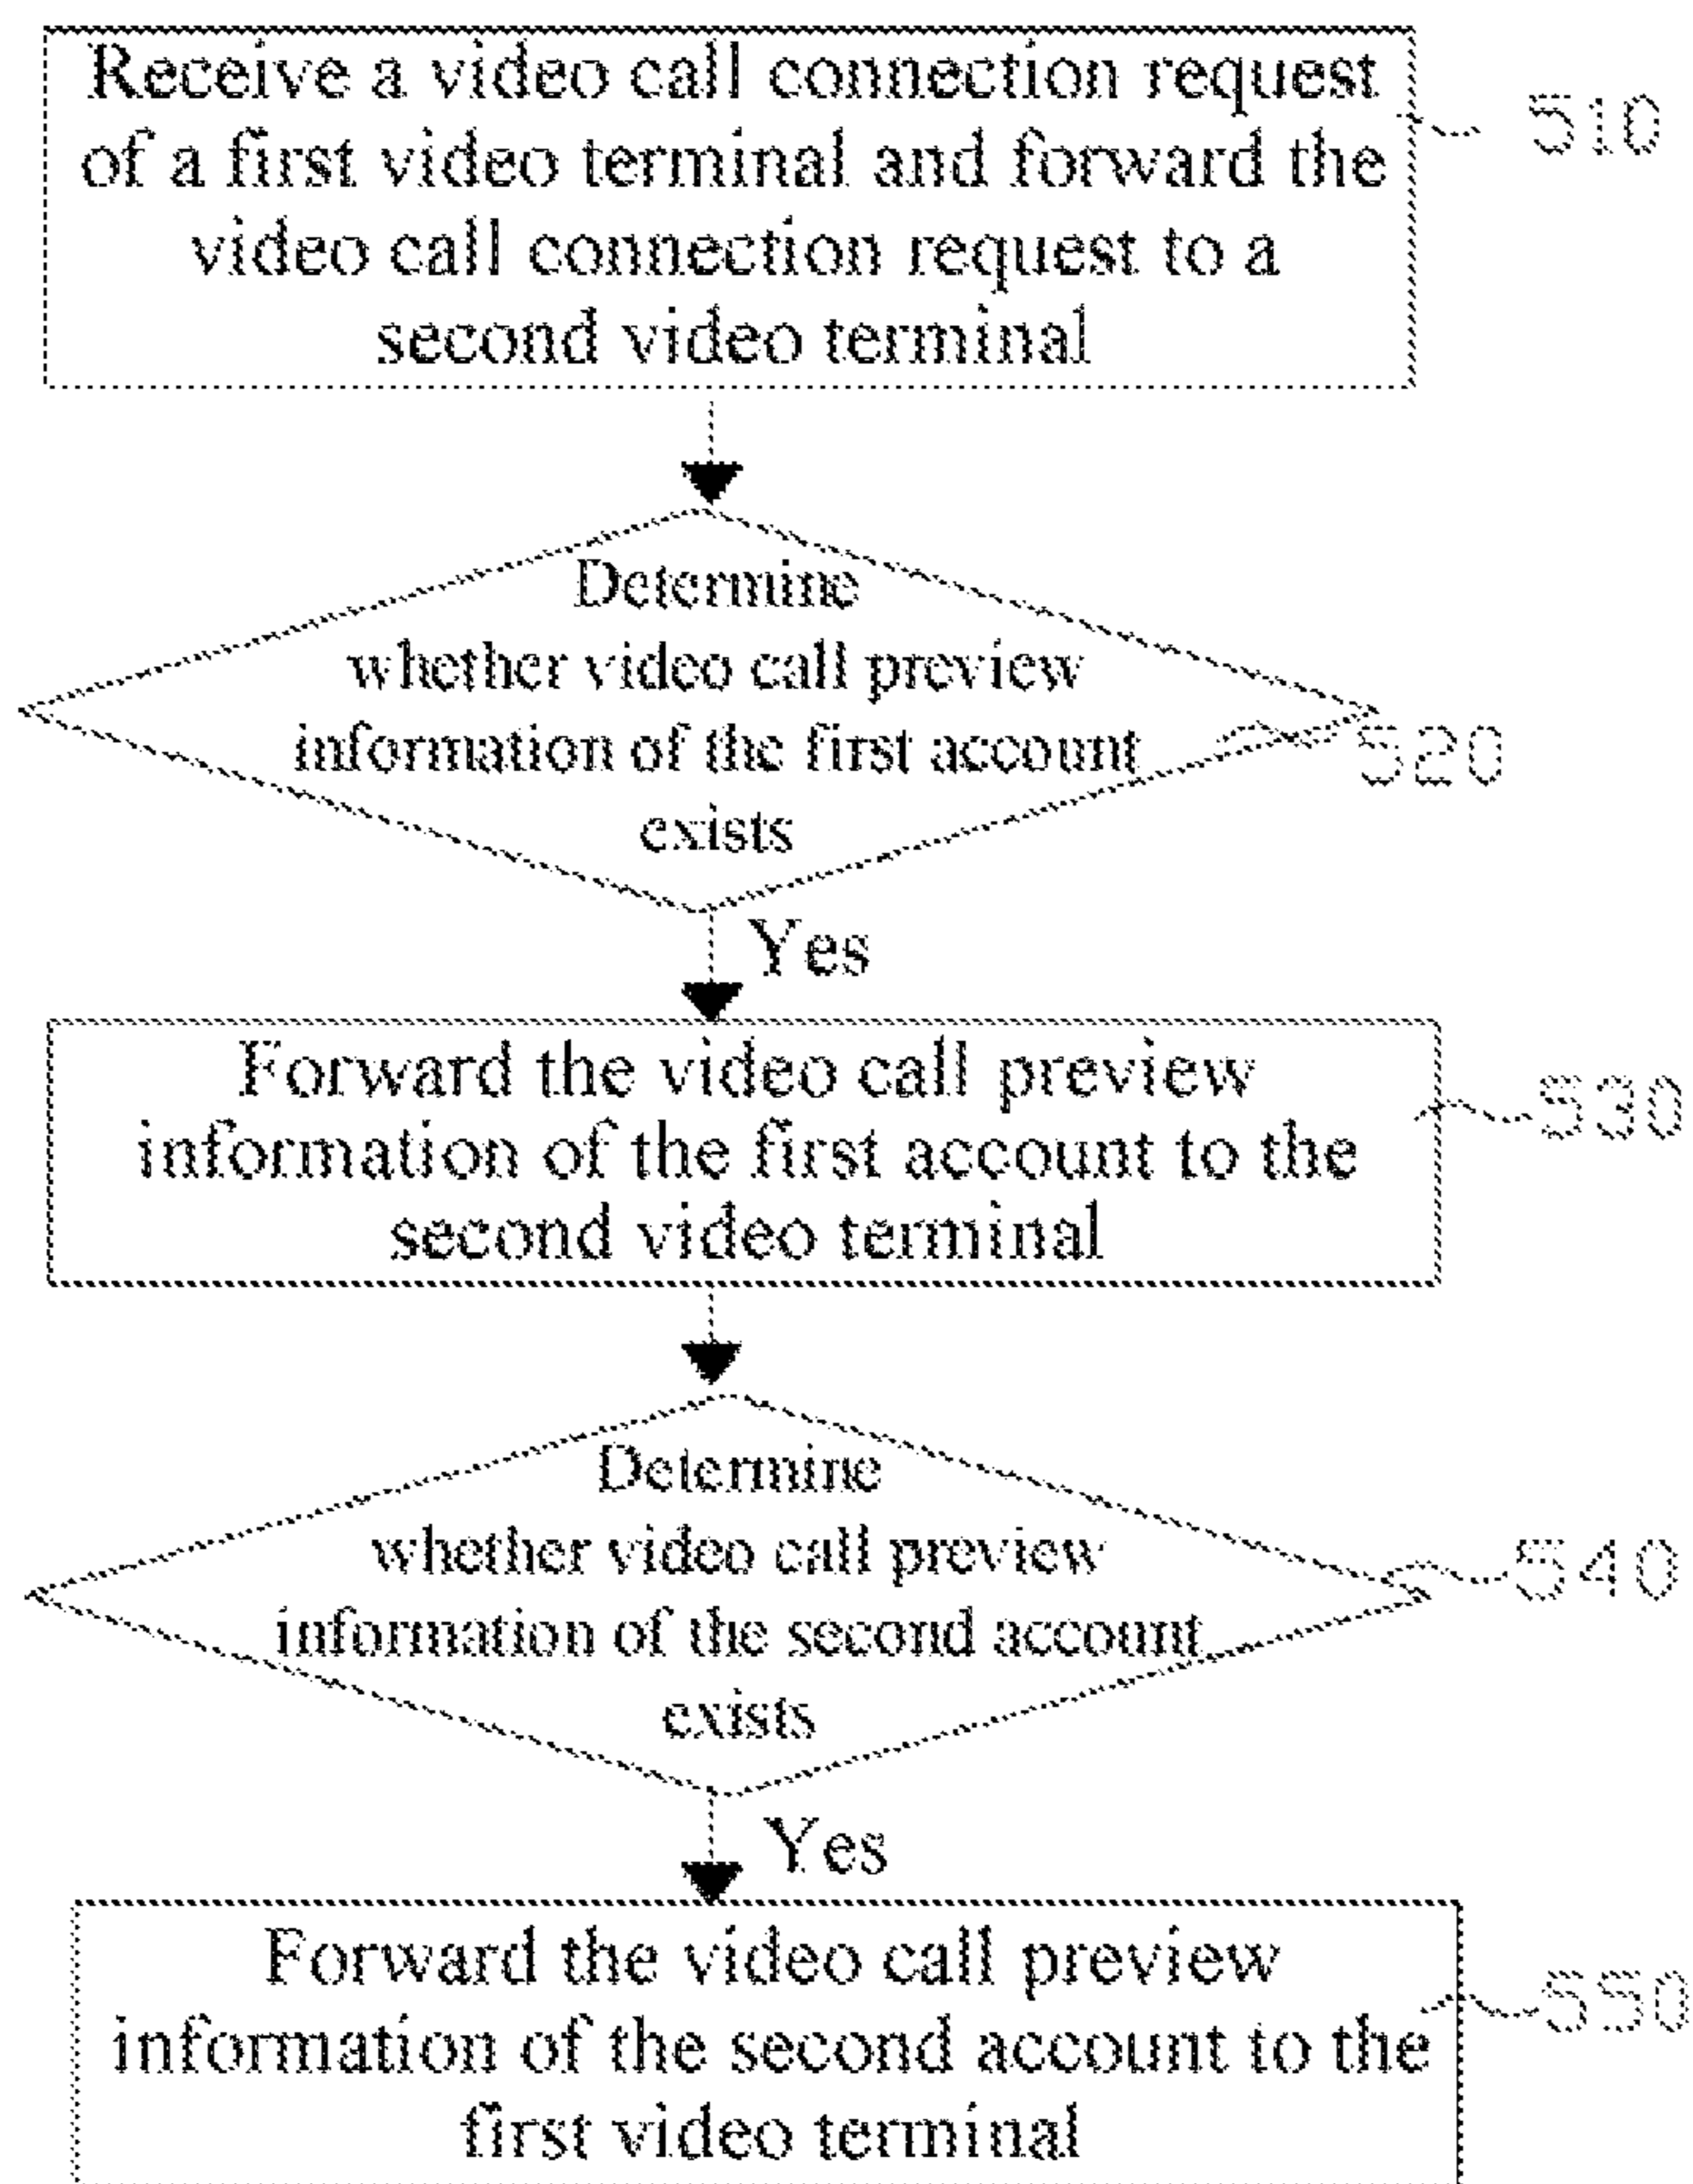 Receive a video call connection request
of a first video terminal and forward the
video call connection request to a
second video terminal
510
Determine
whether video call preview
information of the first account
exists
520
Yes
Forward the video call preview
information of the first account to the
second video terminal
530
Determine
whether video call preview
information of the second account
exists
540
Yes
Forward the video call preview
information of the second account to the
first video terminal
550